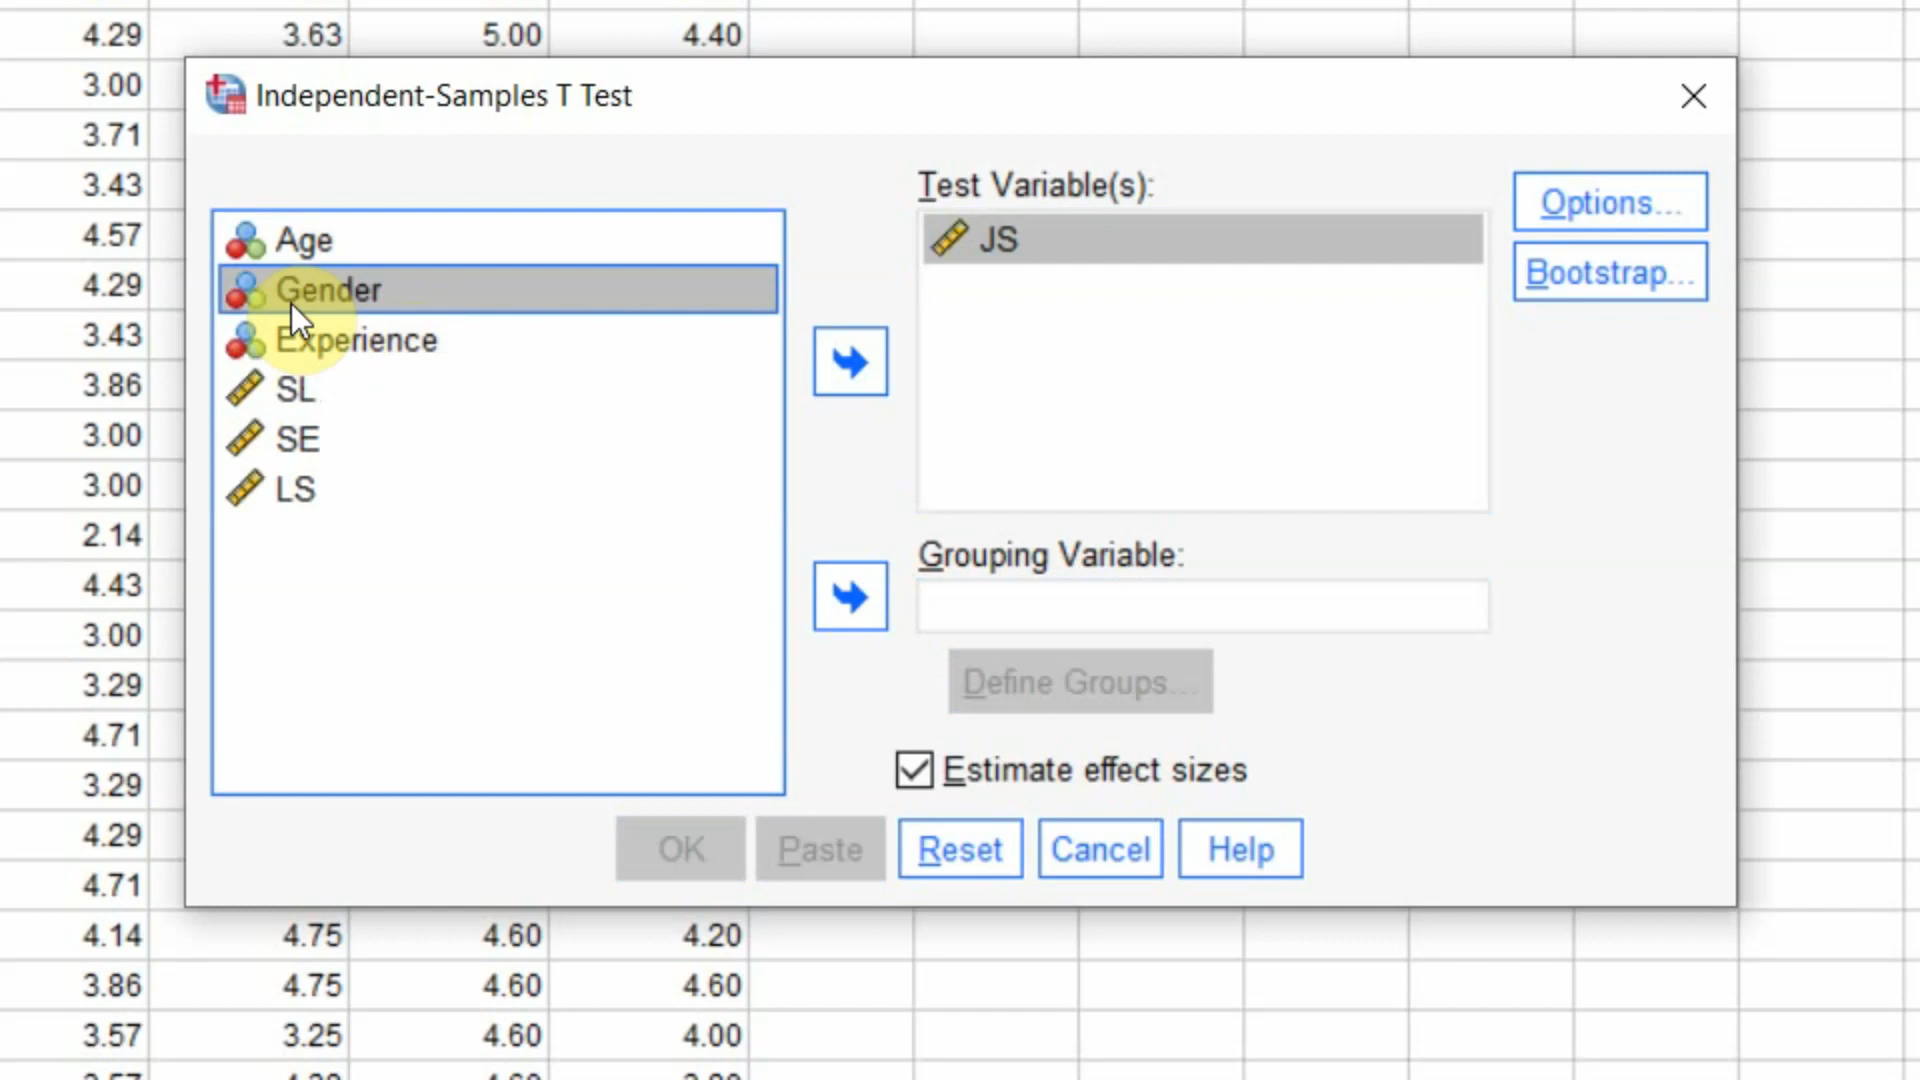 4.29 3.63 5.00 4.40
3.00
3.71
3.43
4.57
4.29
3.43
3.86
3.00
3.00
2.14
4.43
3.00
3.29
4.71
3.29
4.29
4.71
Independent-Samples T Test
Age
Gender
Experience
SL
SE
LS
Test Variable(s):
JS
Grouping Variable:
Define Groups...
Estimate effect sizes
Options...
Bootstrap...
OK Paste Reset Cancel Help
4.14 4.75 4.60 4.20
3.86 4.75 4.60 4.60
3.57 3.25 4.60 4.00